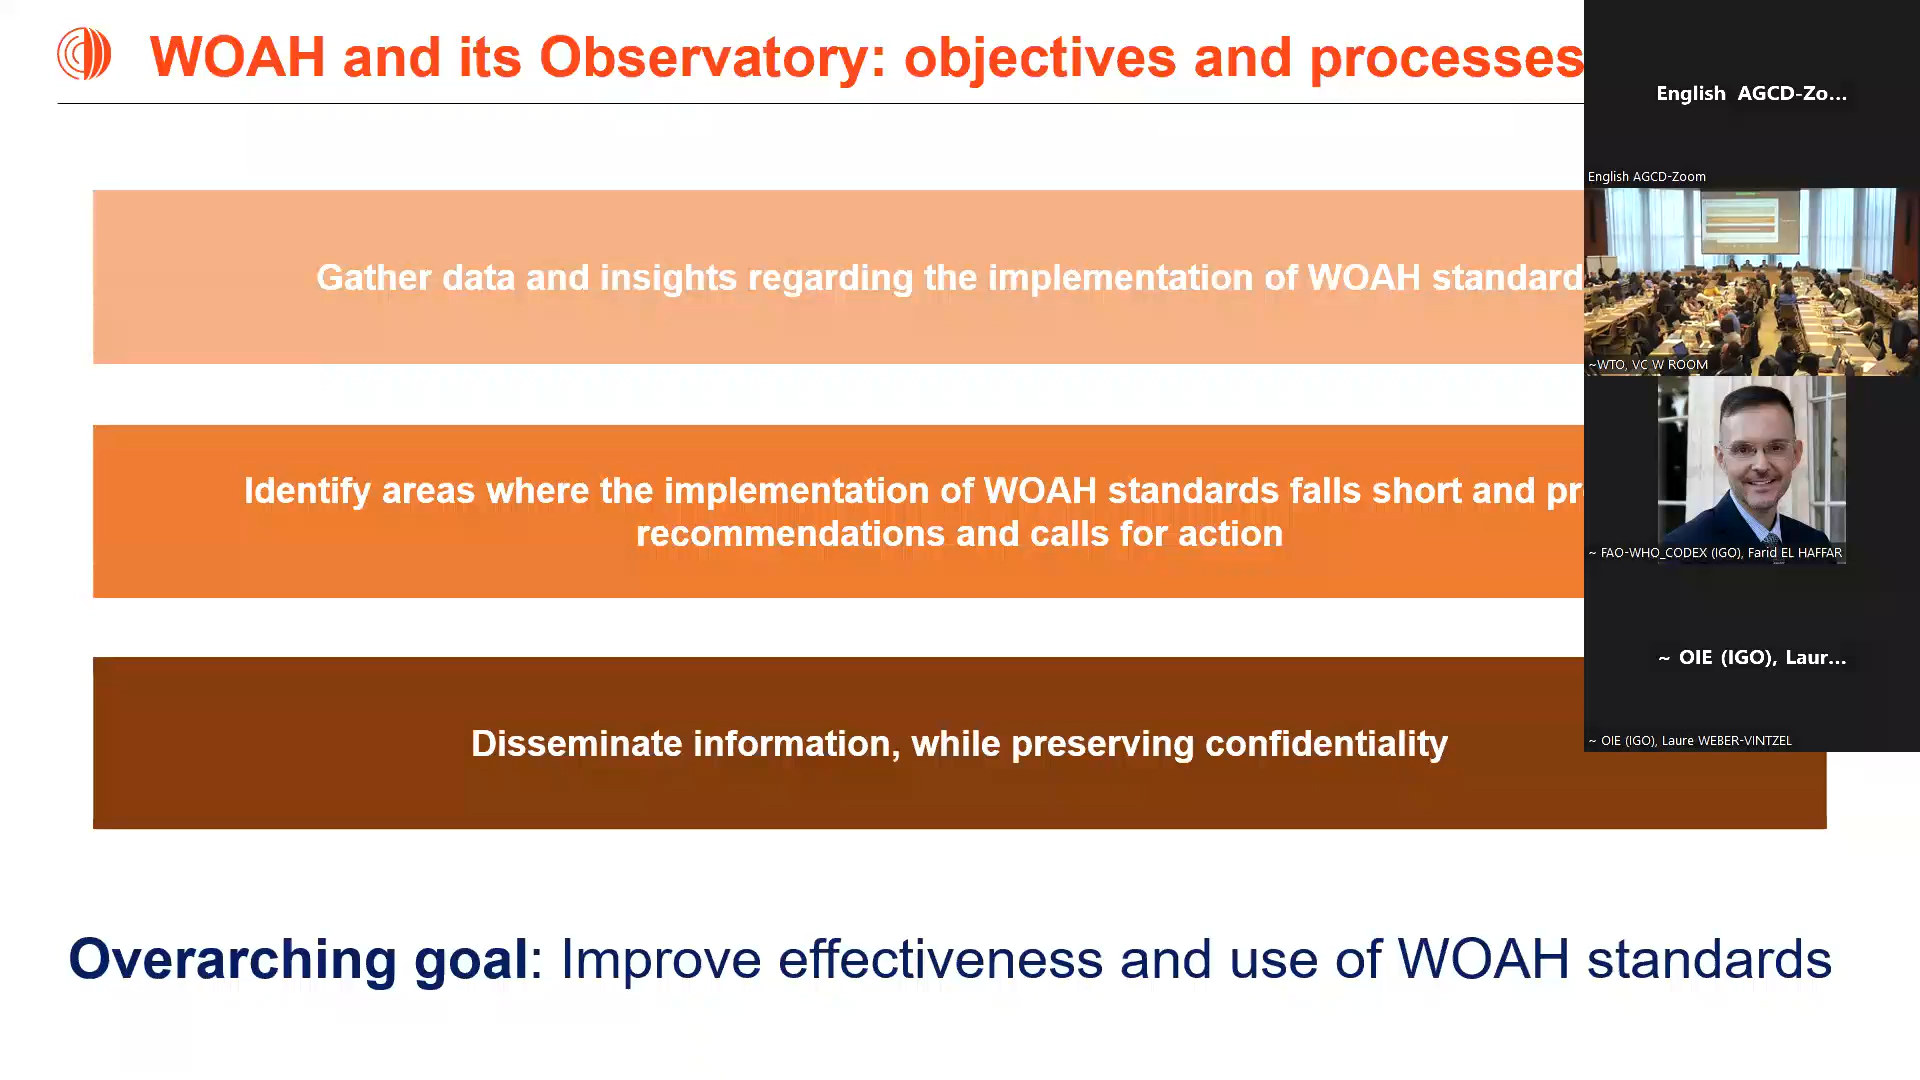 WOAH and its Observatory: objectives and processes
Gather data and insights regarding the implementation of WOAH standard
Identify areas where the implementation of WOAH standards falls short and pr
recommendations and calls for action
Disseminate information, while preserving confidentiality
Overarching goal: Improve effectiveness and use of WOAH standards
English AGCD-Zo...
English AGCD-Zoom
~WTO, VC W ROOM
~ FAO-WHO_CODEX (IGO), Farid EL HAFFAR
~ OIE (IGO), Laur...
~ OIE (IGO), Laure WEBER-VINTZEL